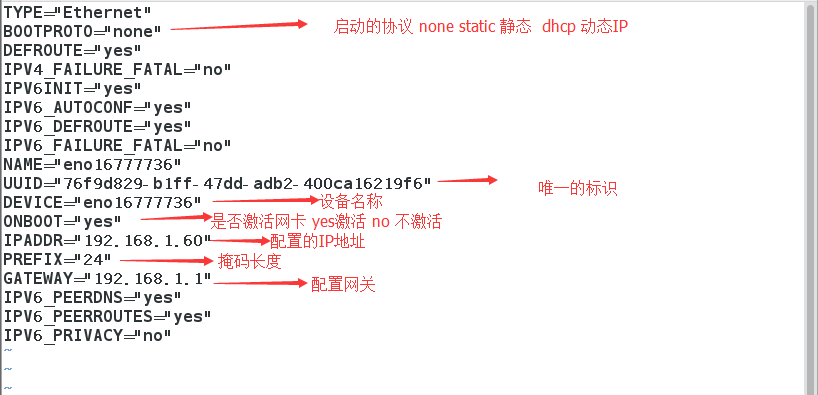 TYPE="Ethernet"
BOOTPROTO="none" 启动的协议 none static 静态 dhcp 动态IP
DEFROUTE="yes"
IPV4_FAILURE_FATAL="no"
IPV6INIT="yes"
IPV6_AUTOCONF="yes"
IPV6_DEFROUTE="yes"
IPV6_FAILURE_FATAL="no"
NAME="eno16777736"
UUID="76f9d829-b1ff-47dd-adb2-400ca16219f6" 唯一的标识
DEVICE="eno16777736" 设备名称
ONBOOT="yes" 是否激活网卡 yes激活 no 不激活
IPADDR="192.168.1.60" 配置的IP地址
PREFIX="24" 掩码长度
GATEWAY="192.168.1.1" 配置网关
IPV6_PEERDNS="yes"
IPV6_PEERROUTES="yes"
IPV6_PRIVACY="no"
~
~
~